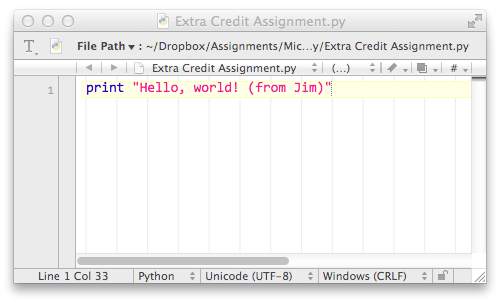 Extra Credit Assignment.py
File Path ▾ : ~/Dropbox/Assignments/Mic...y/Extra Credit Assignment.py
Extra Credit Assignment.py (...) #
1 print "Hello, world! (from Jim)"
Line 1 Col 33 Python Unicode (UTF-8) Windows (CRLF)